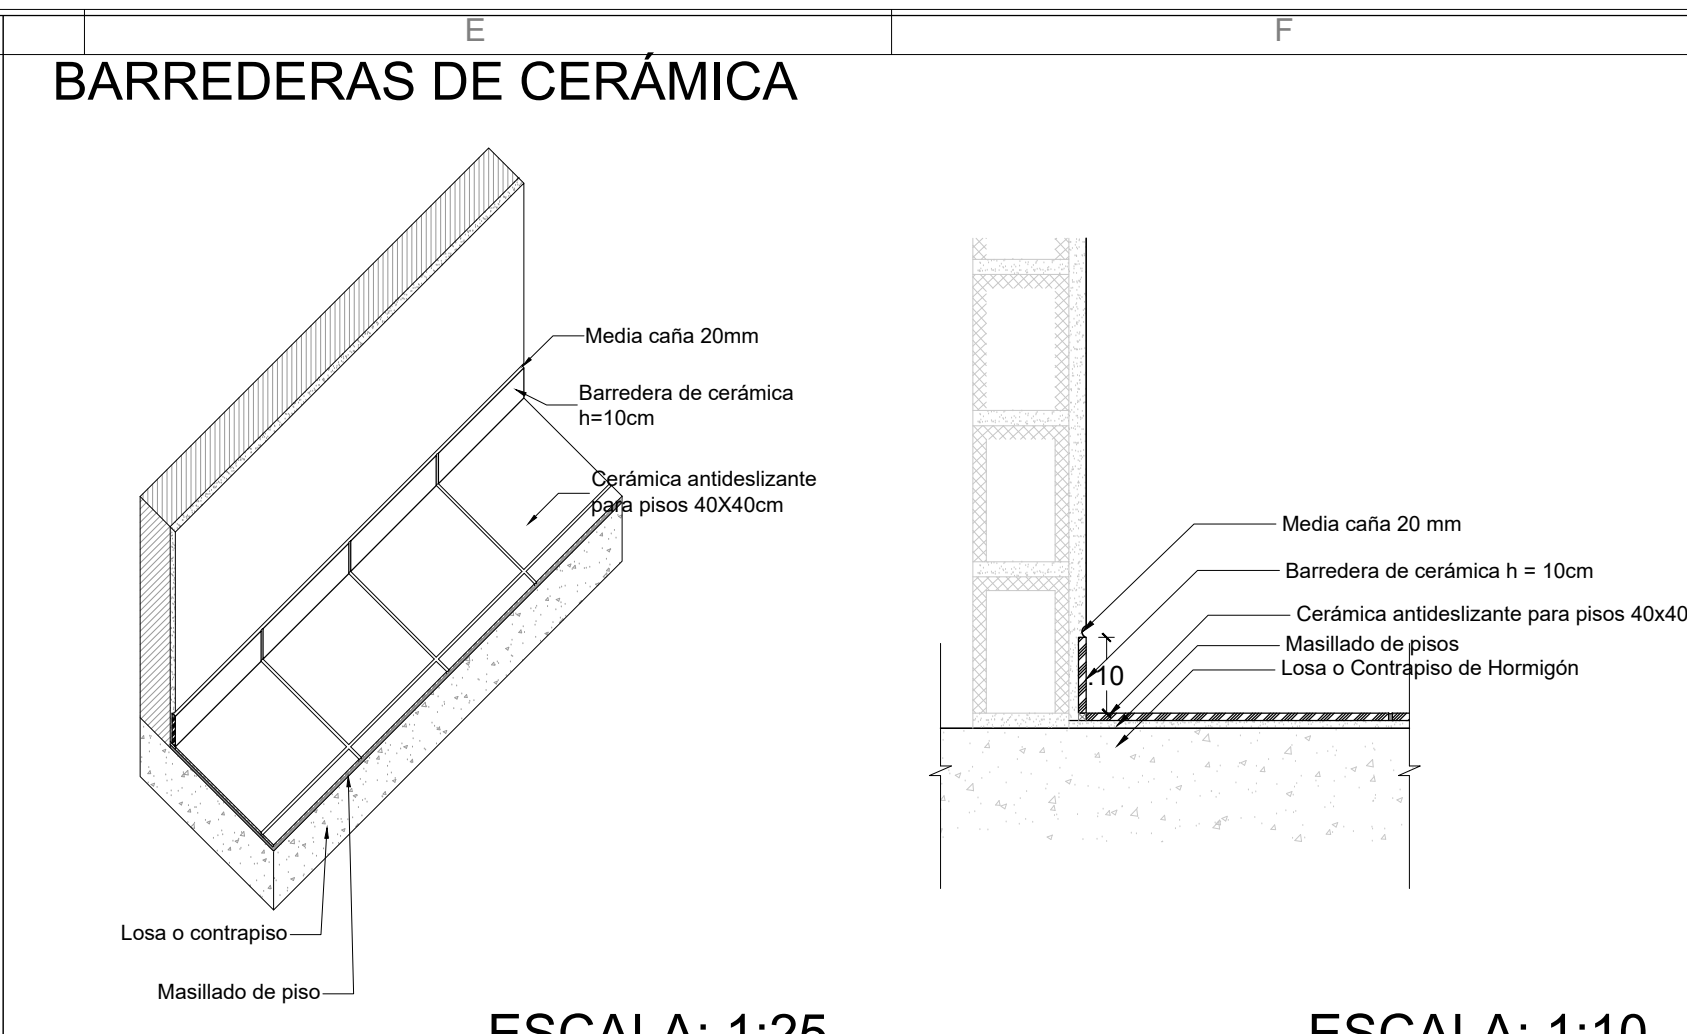 E
F
BARREDERAS DE CERÁMICA
Media caña 20mm
Barredera de cerámica
h=10cm
Cerámica antideslizante
para pisos 40X40cm
Losa o contrapiso
Masillado de piso
ESCALA: 1:25
Media caña 20 mm
Barredera de cerámica h = 10cm
Cerámica antideslizante para pisos 40x40
Masillado de pisos
Losa o Contrapiso de Hormigón
.10
ESCALA: 1:10